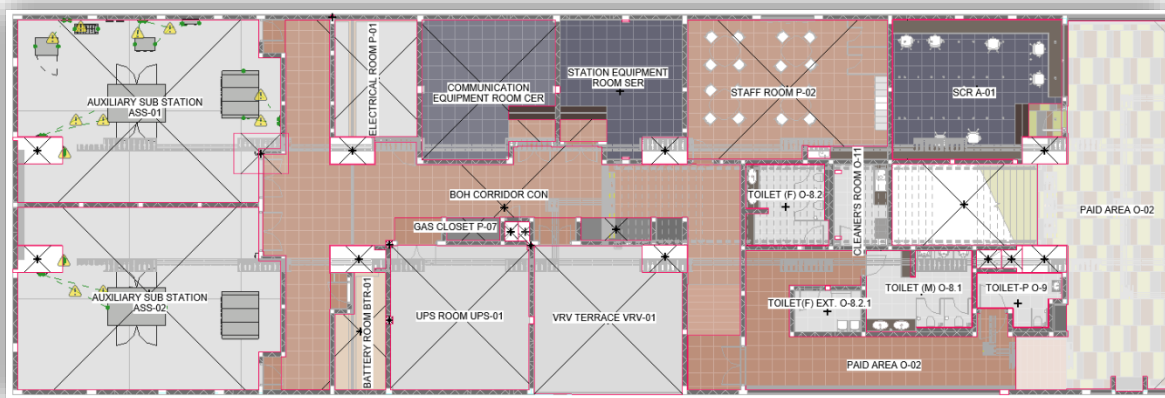 AUXILIARY SUB STATION
ASS-01
ELECTRICAL ROOM P-01
COMMUNICATION
EQUIPMENT ROOM CER
STATION EQUIPMENT
ROOM SER
STAFF ROOM P-02
SCR A-01
BOH CORRIDOR CON
GAS CLOSET P-07
TOILET (F) O-8.2
CLEANER'S ROOM O-11
PAID AREA O-02
AUXILIARY SUB STATION
ASS-02
BATTERY ROOM BTR-01
UPS ROOM UPS-01
VRV TERRACE VRV-01
TOILET(F) EXT. O-8.2.1
TOILET (M) O-8.1
TOILET-P O-9
PAID AREA O-02